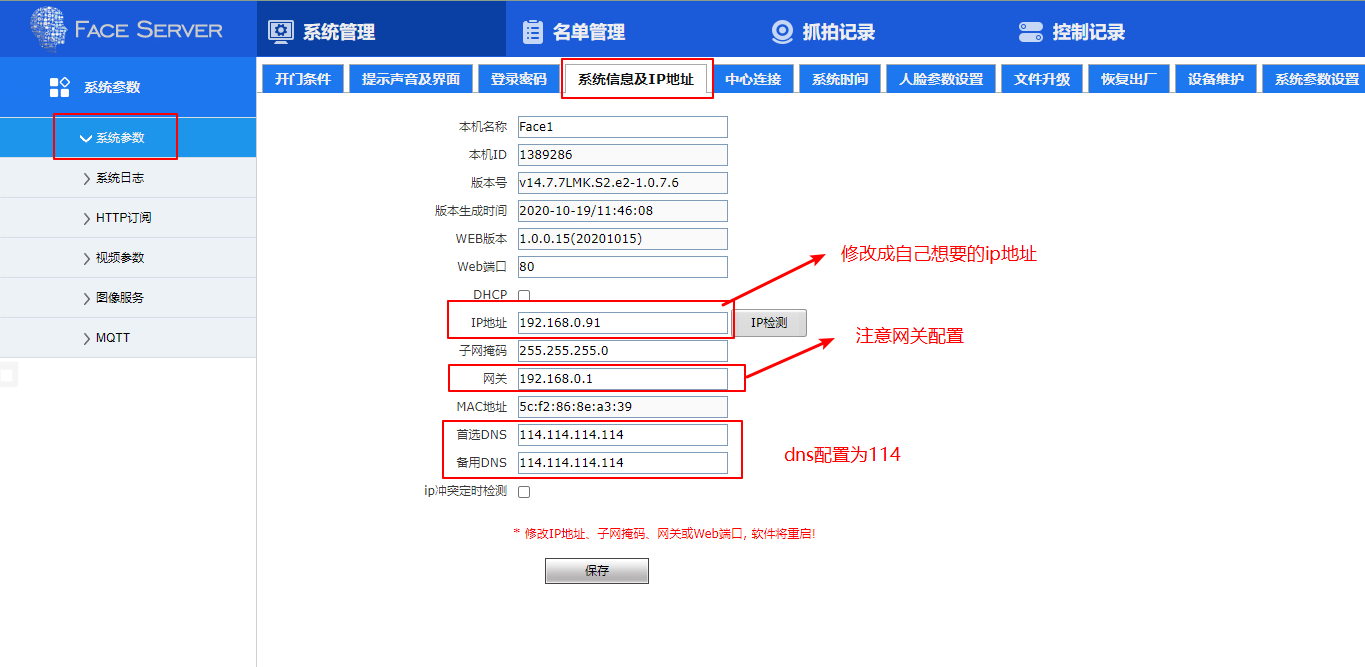 FACE SERVER
系统管理
名单管理
抓拍记录
控制记录
系统参数
开门条件
提示声音及界面
登录密码
系统信息及IP地址
中心连接
系统时间
人脸参数设置
文件升级
恢复出厂
设备维护
系统参数设置
系统参数
系统日志
HTTP订阅
视频参数
图像服务
MQTT
本机名称 Face1
本机ID 1389286
版本号 v14.7.7LMK.S2.e2-1.0.7.6
版本生成时间 2020-10-19/11:46:08
WEB版本 1.0.0.15(20201015)
Web端口 80
DHCP
IP地址 192.168.0.91 IP检测
子网掩码 255.255.255.0
网关 192.168.0.1
MAC地址 5c:f2:86:8e:a3:39
首选DNS 114.114.114.114
备用DNS 114.114.114.114
ip冲突定时检测
修改成自己想要的ip地址
注意网关配置
dns配置为114
* 修改IP地址、子网掩码、网关或Web端口, 软件将重启!
保存